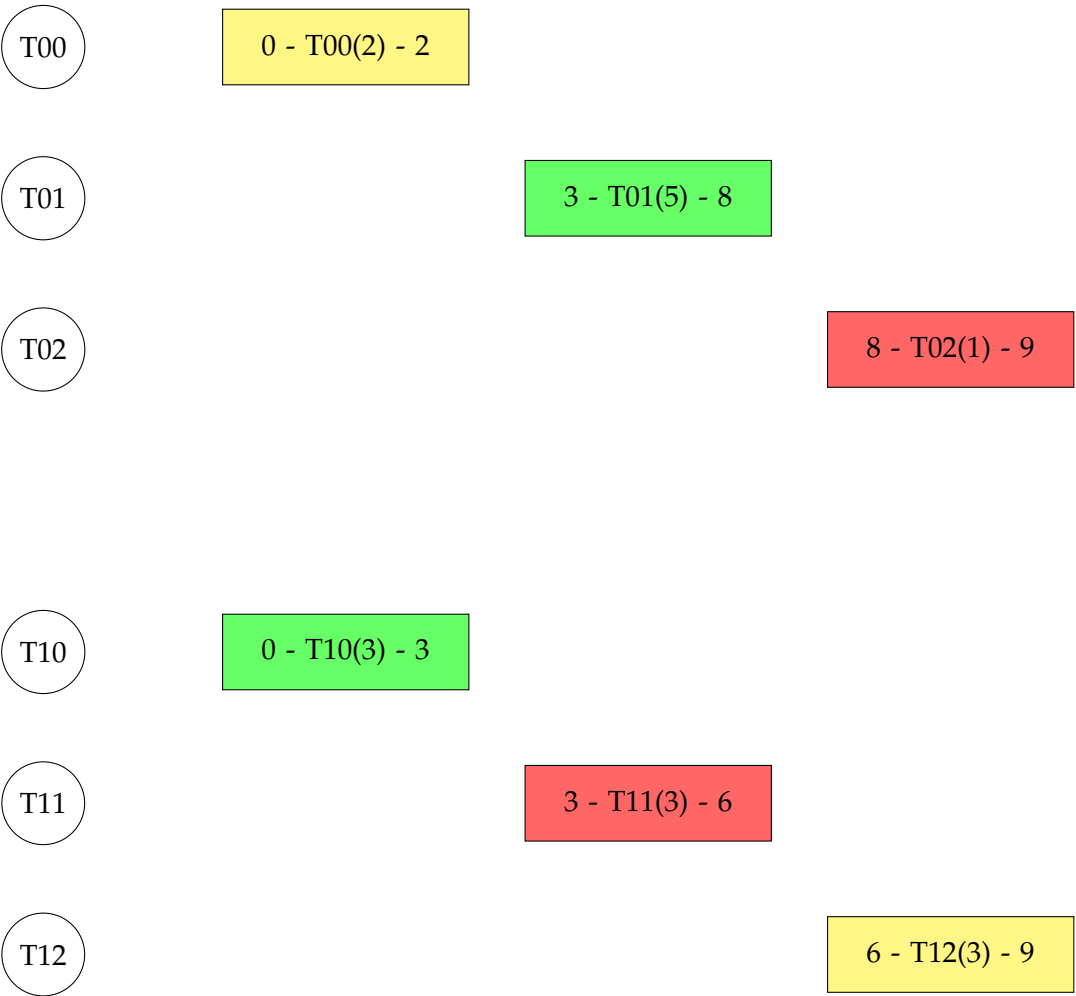 T00 0 - T00(2) - 2
T01 3 - T01(5) - 8
T02 8 - T02(1) - 9
T10 0 - T10(3) - 3
T11 3 - T11(3) - 6
T12 6 - T12(3) - 9